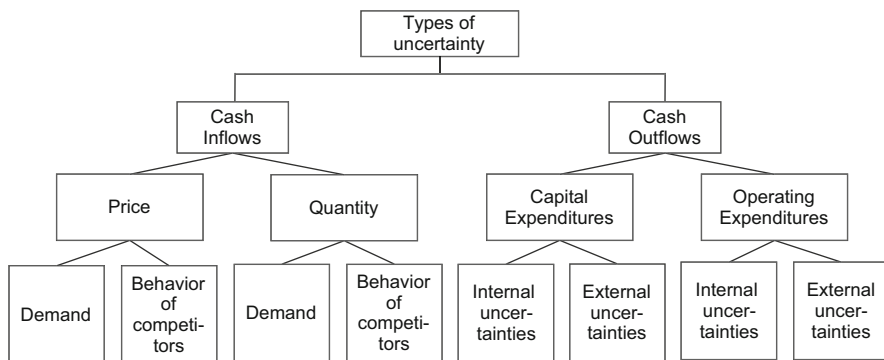 Types of
uncertainty
Cash
Inflows
Cash
Outflows
Price
Quantity
Capital
Expenditures
Operating
Expenditures
Demand
Behavior
of
competi-
tors
Demand
Behavior
of
competi-
tors
Internal
uncer-
tainties
External
uncer-
tainties
Internal
uncer-
tainties
External
uncer-
tainties